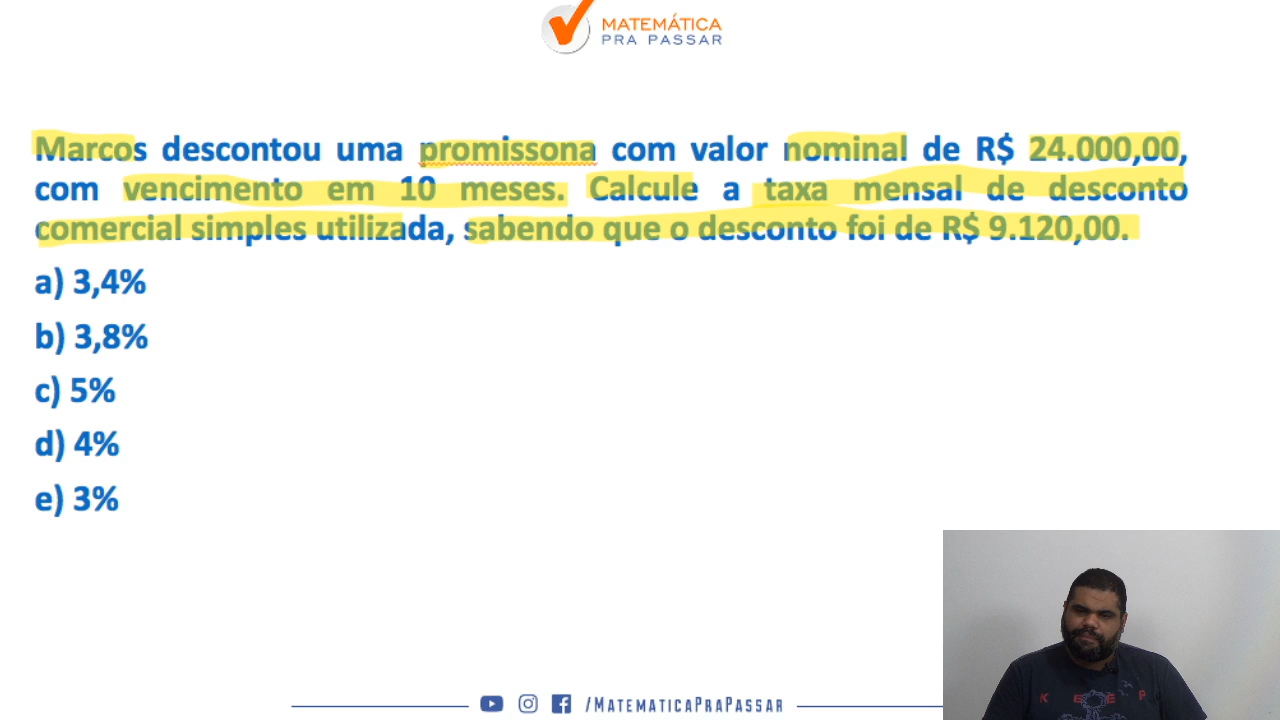 MATEMÁTICA
PRA PASSAR
Marcos descontou uma promissona com valor nominal de R$ 24.000,00,
com vencimento em 10 meses. Calcule a taxa mensal de desconto
comercial simples utilizada, sabendo que o desconto foi de R$ 9.120,00.
a) 3,4%
b) 3,8%
c) 5%
d) 4%
e) 3%
K E E P
/MATEMATICAPRAPASSAR